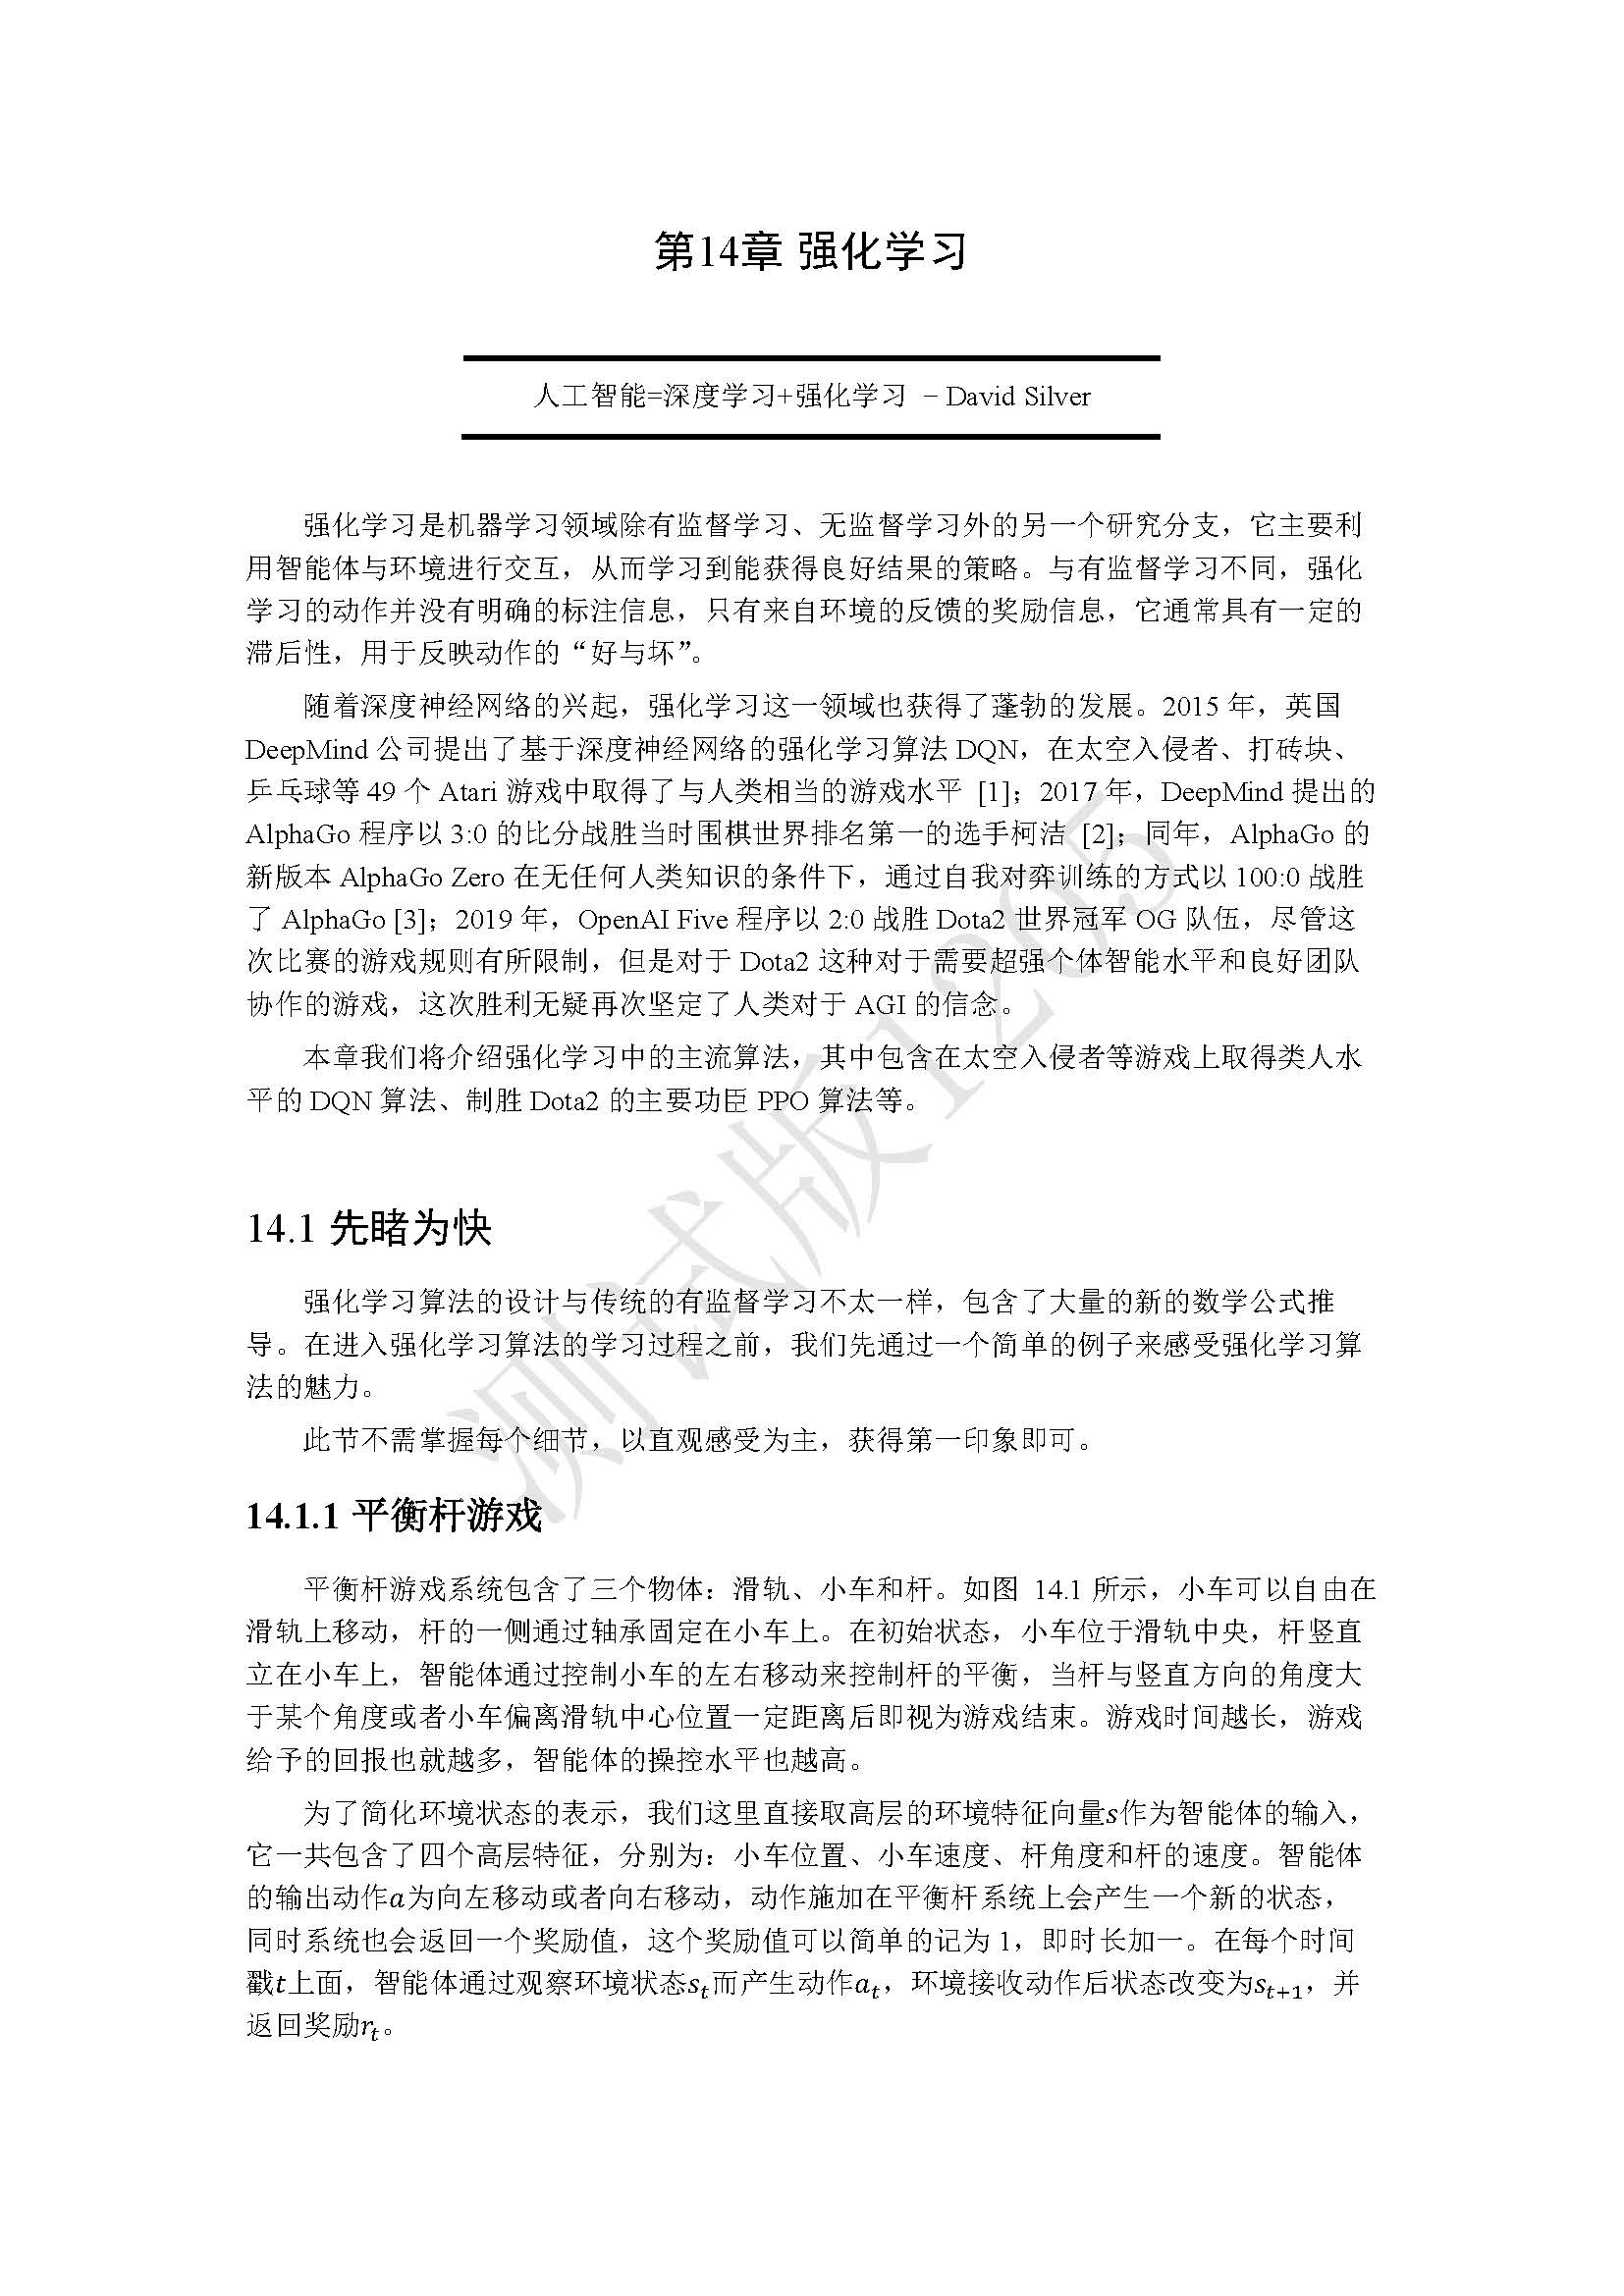 第14章 强化学习
人工智能=深度学习+强化学习 – David Silver
强化学习是机器学习领域除有监督学习、无监督学习外的另一个研究分支，它主要利
用智能体与环境进行交互，从而学习到能获得良好结果的策略。与有监督学习不同，强化
学习的动作并没有明确的标注信息，只有来自环境的反馈的奖励信息，它通常具有一定的
滞后性，用于反映动作的“好与坏”。
随着深度神经网络的兴起，强化学习这一领域也获得了蓬勃的发展。2015 年，英国
DeepMind 公司提出了基于深度神经网络的强化学习算法 DQN，在太空入侵者、打砖块、
乒乓球等 49 个 Atari 游戏中取得了与人类相当的游戏水平 [1]；2017 年，DeepMind 提出的
AlphaGo 程序以 3:0 的比分战胜当时围棋世界排名第一的选手柯洁 [2]；同年，AlphaGo 的
新版本 AlphaGo Zero 在无任何人类知识的条件下，通过自我对弈训练的方式以 100:0 战胜
了 AlphaGo [3]；2019 年，OpenAI Five 程序以 2:0 战胜 Dota2 世界冠军 OG 队伍，尽管这
次比赛的游戏规则有所限制，但是对于 Dota2 这种对于需要超强个体智能水平和良好团队
协作的游戏，这次胜利无疑再次坚定了人类对于 AGI 的信念。
本章我们将介绍强化学习中的主流算法，其中包含在太空入侵者等游戏上取得类人水
平的 DQN 算法、制胜 Dota2 的主要功臣 PPO 算法等。
14.1 先睹为快
强化学习算法的设计与传统的有监督学习不太一样，包含了大量的新的数学公式推
导。在进入强化学习算法的学习过程之前，我们先通过一个简单的例子来感受强化学习算
法的魅力。
此节不需掌握每个细节，以直观感受为主，获得第一印象即可。
14.1.1 平衡杆游戏
平衡杆游戏系统包含了三个物体：滑轨、小车和杆。如图 14.1 所示，小车可以自由在
滑轨上移动，杆的一侧通过轴承固定在小车上。在初始状态，小车位于滑轨中央，杆竖直
立在小车上，智能体通过控制小车的左右移动来控制杆的平衡，当杆与竖直方向的角度大
于某个角度或者小车偏离滑轨中心位置一定距离后即视为游戏结束。游戏时间越长，游戏
给予的回报也就越多，智能体的操控水平也越高。
为了简化环境状态的表示，我们这里直接取高层的环境特征向量s作为智能体的输入，
它一共包含了四个高层特征，分别为：小车位置、小车速度、杆角度和杆的速度。智能体
的输出动作a为向左移动或者向右移动，动作施加在平衡杆系统上会产生一个新的状态，
同时系统也会返回一个奖励值，这个奖励值可以简单的记为 1，即时长加一。在每个时间
戳t上面，智能体通过观察环境状态s_t而产生动作a_t，环境接收动作后状态改变为s_{t+1}，并
返回奖励r_t。
测试版1205